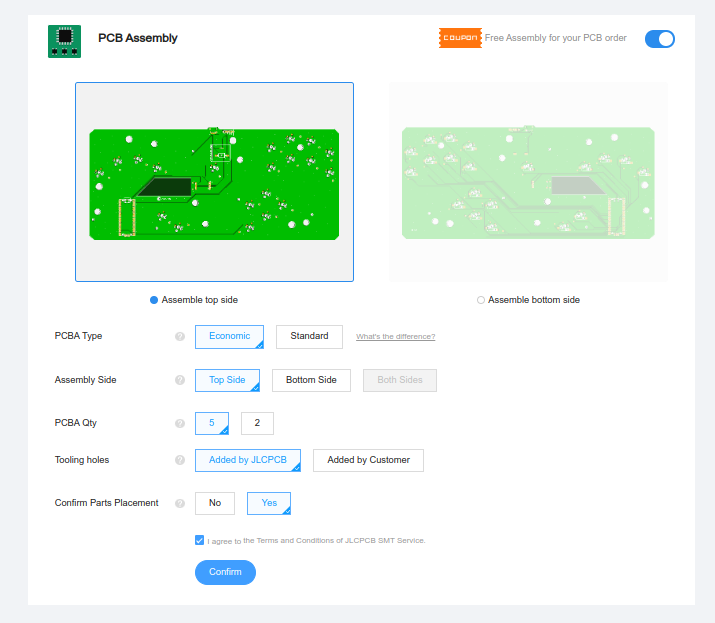 PCB Assembly
COUPON Free Assembly for your PCB order
Assemble top side
Assemble bottom side
PCBA Type ? Economic Standard What's the difference?
Assembly Side ? Top Side Bottom Side Both Sides
PCBA Qty ? 5 2
Tooling holes ? Added by JLCPCB Added by Customer
Confirm Parts Placement ? No Yes
I agree to the Terms and Conditions of JLCPCB SMT Service.
Confirm